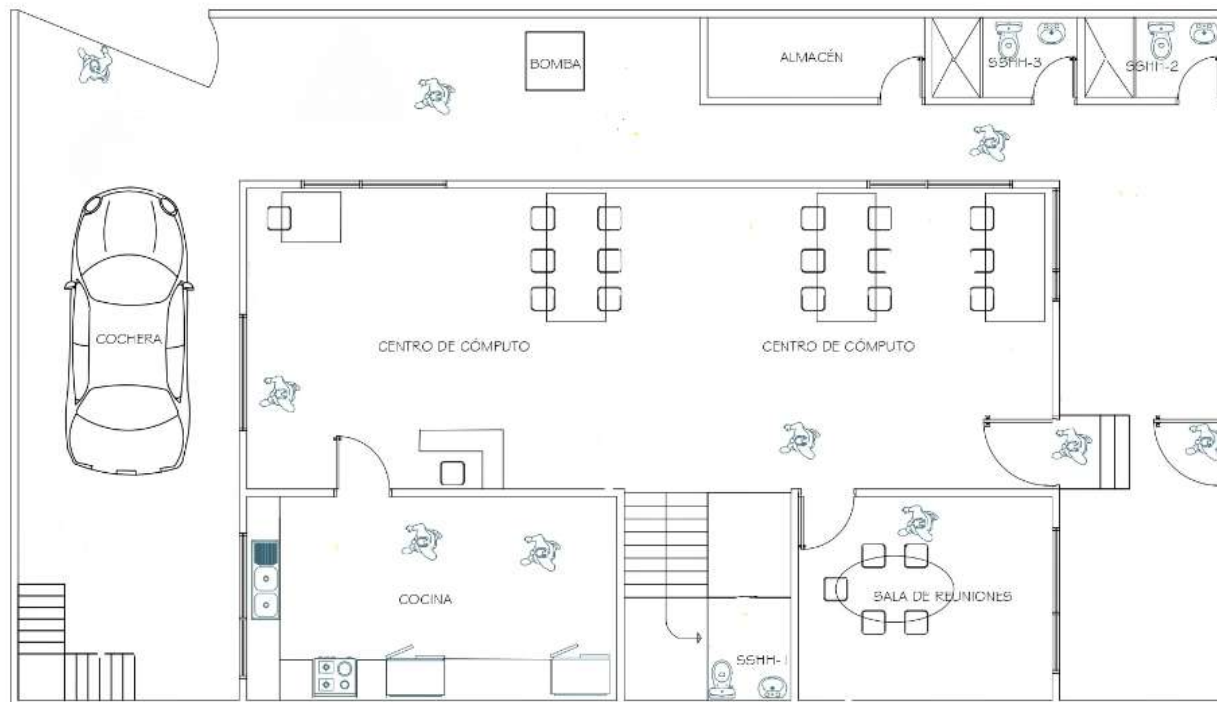 BOMBA
ALMACÉN
SSHH-3
SSHH-2
COCHERA
CENTRO DE CÓMPUTO
CENTRO DE CÓMPUTO
COCINA
SALA DE REUNIONES
SSHH-1